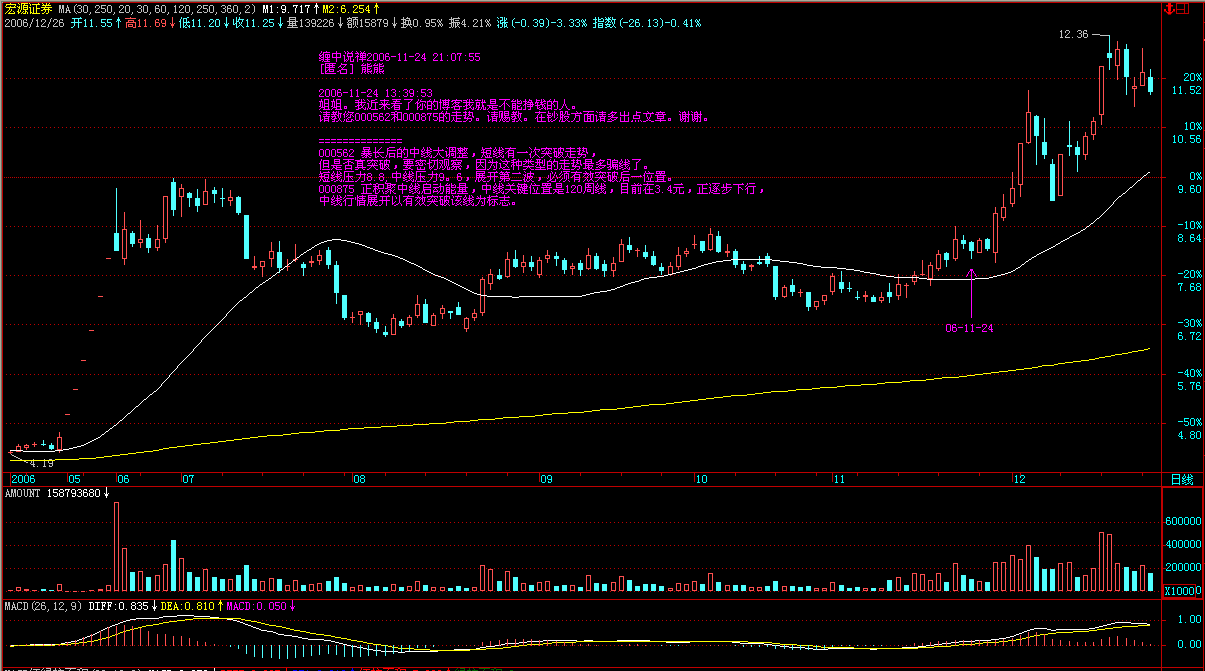 宏源证券 MA(30,250,20,30,60,120,250,360,2) M1:9.717↑M2:6.254↑
2006/12/26 开11.55↑高11.69↓低11.20↓收11.25↓量139226↓额15879↓换0.95% 振4.21% 涨(-0.39)-3.33% 指数(-26.13)-0.41%
12.36
缠中说禅2006-11-24 21:07:55
[匿名] 熊熊
2006-11-24 13:39:53
姐姐。我近来看了你的博客我就是不能挣钱的人。
请教您000562和000875的走势。请赐教。在钞股方面请多出点文章。谢谢。
==============
000562 暴长后的中线大调整,短线有一次突破走势,
但是否真突破,要密切观察,因为这种类型的走势最多骗线了。
短线压力8.8,中线压力9。6,展开第二波,必须有效突破后一位置。
000875 正积聚中线启动能量,中线关键位置是120周线,目前在3.4元,正逐步下行,
中线行情展开以有效突破该线为标志。
20%
11.52
10%
10.56
0%
9.60
-10%
8.64
-20%
7.68
-30%
6.72
-40%
5.76
-50%
4.80
06-11-24
4.19
2006 05 06 07 08 09 10 11 12 日线
AMOUNT 158793680↓
600000
400000
200000
X10000
MACD(26,12,9) DIFF:0.835↓DEA:0.810↑MACD:0.050↓
1.00
0.00